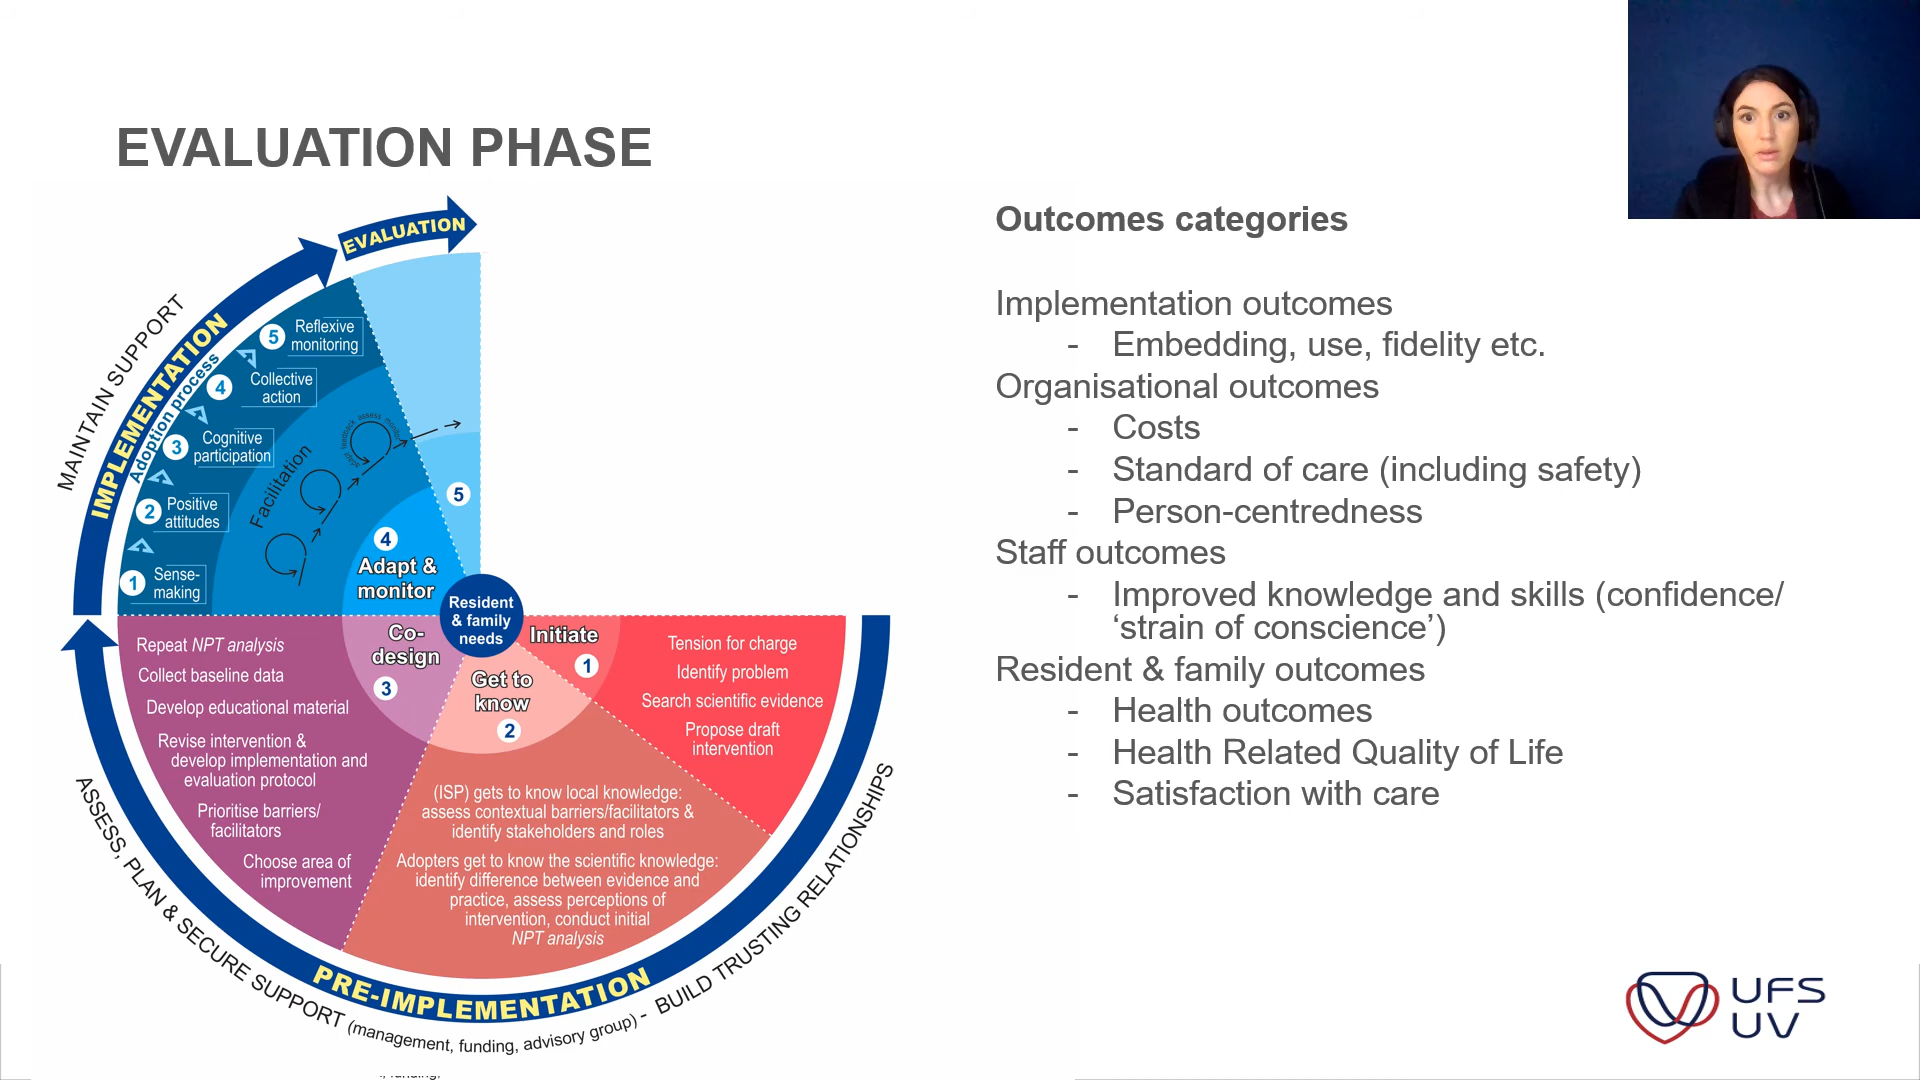 EVALUATION PHASE
EVALUATION
IMPLEMENTATION
MAINTAIN SUPPORT
Adoption process
5
Reflexive
monitoring
4
Collective
action
3
Cognitive
participation
2
Positive
attitudes
1
Sense-
making
Facilitation
5
4
Adapt &
monitor
Resident
& family
needs
Initiate
1
Tension for charge
Identify problem
Search scientific evidence
Propose draft
intervention
Get to
know
2
(ISP) gets to know local knowledge:
assess contextual barriers/facilitators &
identify stakeholders and roles
Adopters get to know the scientific knowledge:
identify difference between evidence and
practice, assess perceptions of
intervention, conduct initial
NPT analysis
Co-
design
3
Repeat NPT analysis
Collect baseline data
Develop educational material
Revise intervention &
develop implementation and
evaluation protocol
Prioritise barriers/
facilitators
Choose area of
improvement
PRE-IMPLEMENTATION
ASSESS, PLAN & SECURE SUPPORT (management, funding, advisory group) - BUILD TRUSTING RELATIONSHIPS
Outcomes categories
Implementation outcomes
- Embedding, use, fidelity etc.
Organisational outcomes
- Costs
- Standard of care (including safety)
- Person-centredness
Staff outcomes
- Improved knowledge and skills (confidence/
‘strain of conscience’)
Resident & family outcomes
- Health outcomes
- Health Related Quality of Life
- Satisfaction with care
UFS
UV